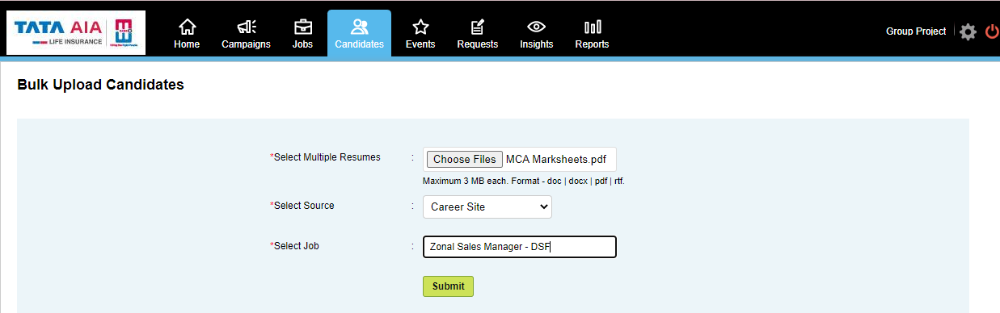 TATA AIA
LIFE INSURANCE
Home
Campaigns
Jobs
Candidates
Events
Requests
Insights
Reports
Group Project
Bulk Upload Candidates
*Select Multiple Resumes : Choose Files MCA Marksheets.pdf
Maximum 3 MB each. Format - doc | docx | pdf | rtf.
*Select Source : Career Site
*Select Job : Zonal Sales Manager - DSF
Submit